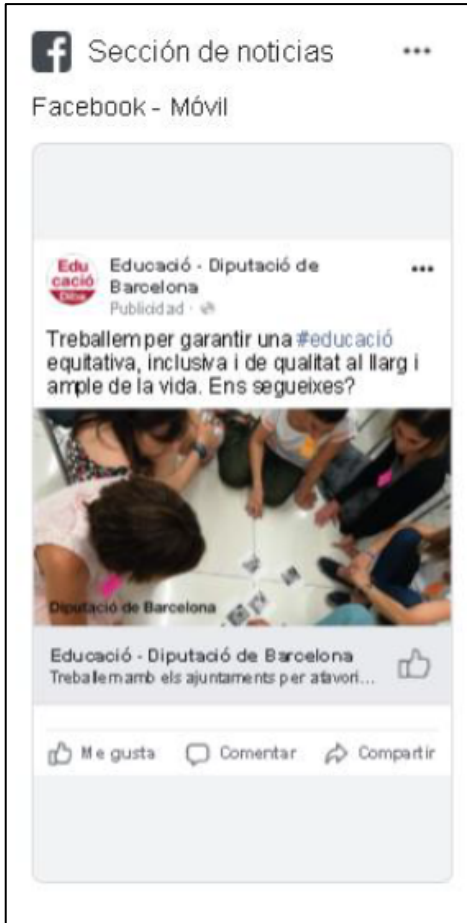 Sección de noticias
Facebook - Móvil
Edu
cació
Diba
Educació - Diputació de
Barcelona
Publicidad ·
Treballem per garantir una #educació
equitativa, inclusiva i de qualitat al llarg i
ample de la vida. Ens segueixes?
Diputació de Barcelona
Educació - Diputació de Barcelona
Treballem amb els ajuntaments per afavori...
Me gusta Comentar Compartir